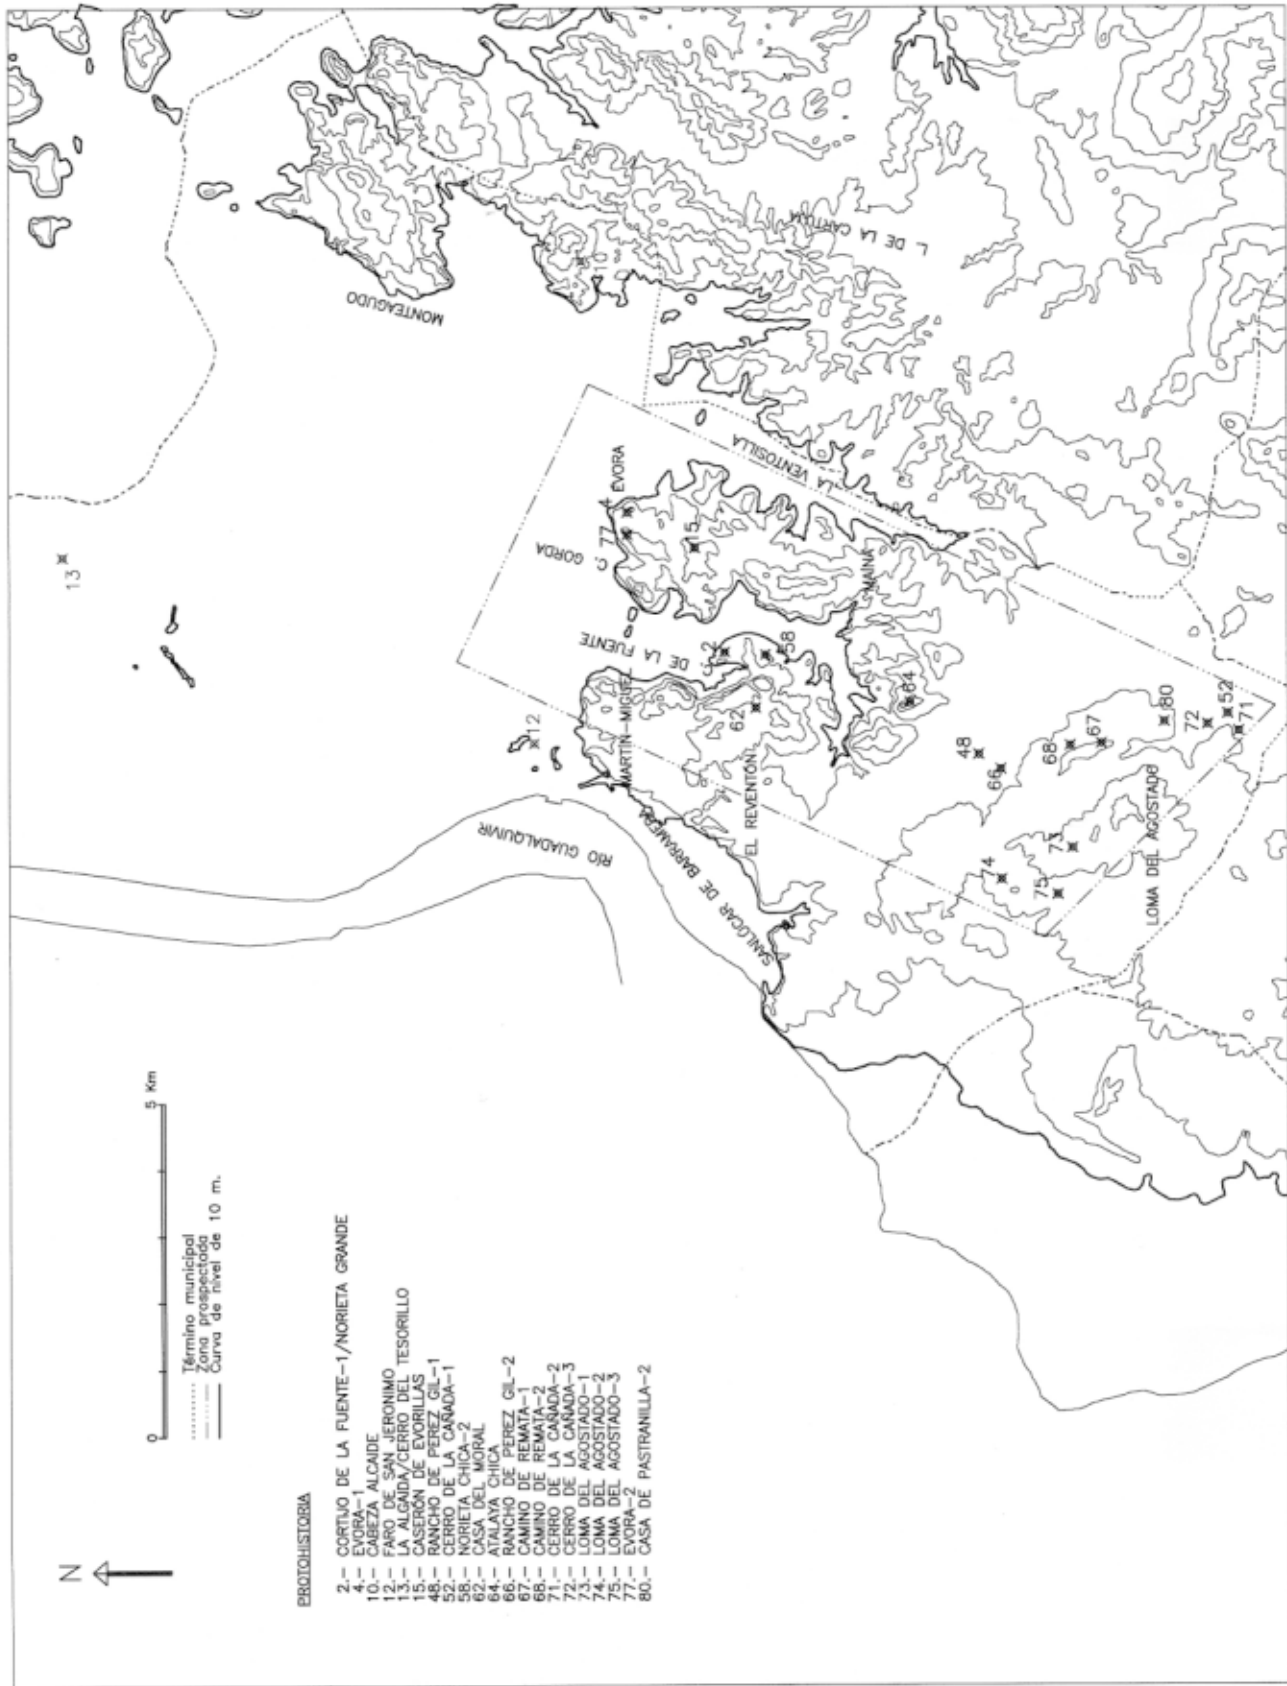 N
0 5 Km
Término municipal
Zona prospectada
Curva de nivel de 10 m.
PROTOHISTORIA
2.- CORTIJO DE LA FUENTE-1/NORIETA GRANDE
4.- EVORA-1
10.- CABEZA ALCAIDE
12.- FARO DE SAN JERONIMO
13.- LA ALGAIDA/CERRO DEL TESORILLO
15.- CASERÓN DE EVORILLAS
48.- RANCHO DE PEREZ GIL-1
52.- CERRO DE LA CAÑADA-1
58.- NORIETA CHICA-2
62.- CASA DEL MORAL
64.- ATALAYA CHICA
66.- RANCHO DE PEREZ GIL-2
67.- CAMINO DE REMATA-1
68.- CAMINO DE REMATA-2
71.- CERRO DE LA CAÑADA-2
72.- CERRO DE LA CAÑADA-3
73.- LOMA DEL AGOSTADO-1
74.- LOMA DEL AGOSTADO-2
75.- LOMA DEL AGOSTADO-3
77.- EVORA-2
80.- CASA DE PASTRANILLA-2
RÍO GUADALQUIVIR
SANLÚCAR DE BARRAMEDA
13
12
MARTÍN-MIGUEL
EL REVENTÓN
62
C. DE LA FUENTE
2
58
C. GORDA
77
4
ÉVORA
15
MAINA
64
LA VENTOSILLA
MONTEAGUDO
L. DE LA CARTUJA
48
66
68
67
80
72
52
71
74
75
73
LOMA DEL AGOSTADO